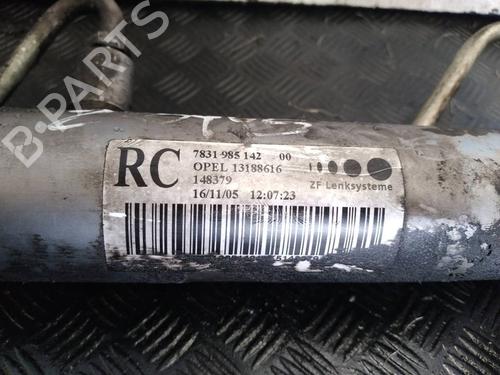 RC
7831 985 142 00
OPEL 13188616
148379
16/11/05 12:07:23
ZF Lenksysteme
B-PARTS